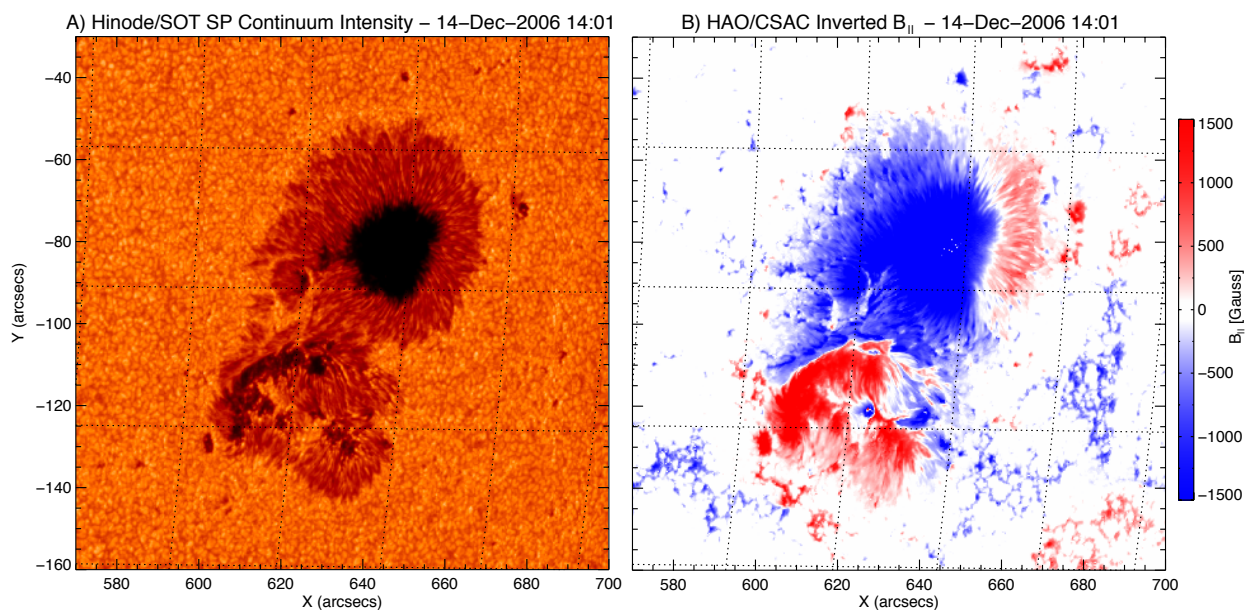 A) Hinode/SOT SP Continuum Intensity – 14–Dec–2006 14:01
B) HAO/CSAC Inverted B|| – 14–Dec–2006 14:01
−40
−60
−80
−100
−120
−140
−160
Y (arcsecs)
580 600 620 640 660 680 700
X (arcsecs)
580 600 620 640 660 680 700
X (arcsecs)
1500
1000
500
0
−500
−1000
−1500
B|| [Gauss]